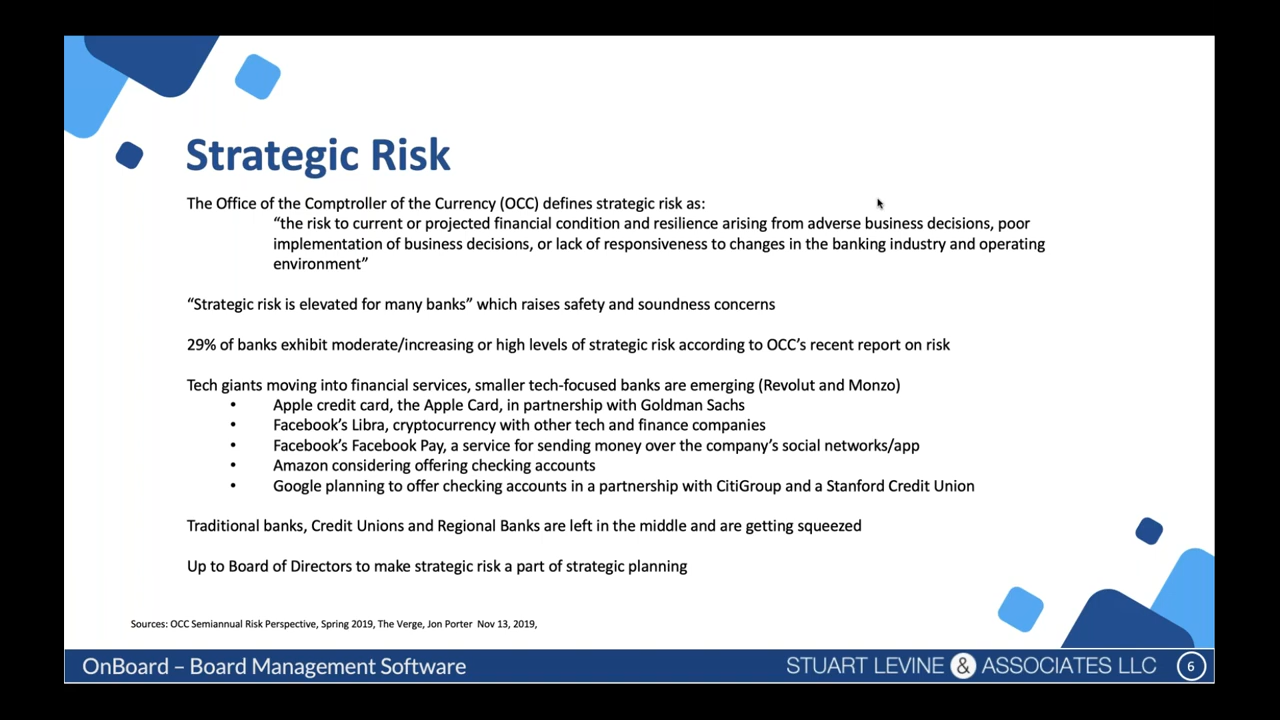 Strategic Risk
The Office of the Comptroller of the Currency (OCC) defines strategic risk as:
“the risk to current or projected financial condition and resilience arising from adverse business decisions, poor
implementation of business decisions, or lack of responsiveness to changes in the banking industry and operating
environment”
“Strategic risk is elevated for many banks” which raises safety and soundness concerns
29% of banks exhibit moderate/increasing or high levels of strategic risk according to OCC’s recent report on risk
Tech giants moving into financial services, smaller tech-focused banks are emerging (Revolut and Monzo)
• Apple credit card, the Apple Card, in partnership with Goldman Sachs
• Facebook’s Libra, cryptocurrency with other tech and finance companies
• Facebook’s Facebook Pay, a service for sending money over the company’s social networks/app
• Amazon considering offering checking accounts
• Google planning to offer checking accounts in a partnership with CitiGroup and a Stanford Credit Union
Traditional banks, Credit Unions and Regional Banks are left in the middle and are getting squeezed
Up to Board of Directors to make strategic risk a part of strategic planning
Sources: OCC Semiannual Risk Perspective, Spring 2019, The Verge, Jon Porter Nov 13, 2019,
OnBoard – Board Management Software
STUART LEVINE & ASSOCIATES LLC
6